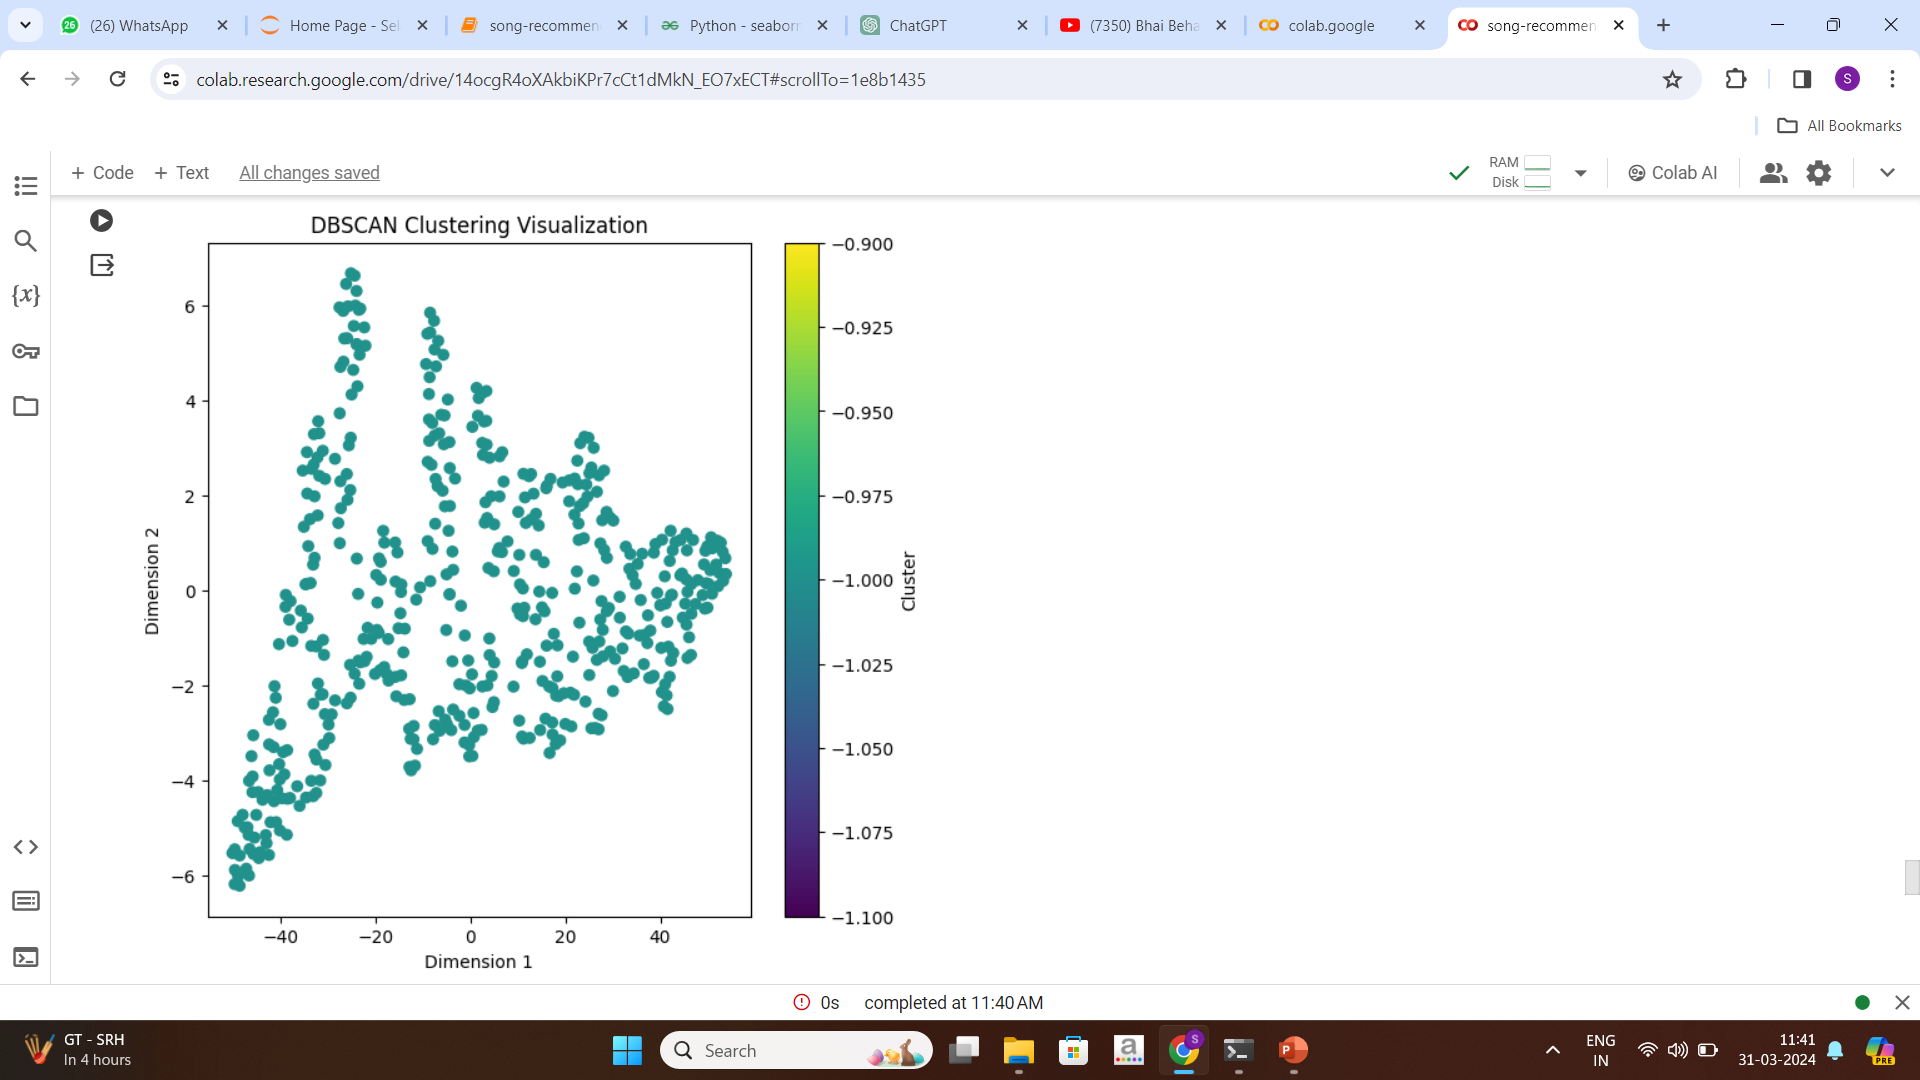 (26) WhatsApp
Home Page - Sel
song-recommen
Python - seaborn
ChatGPT
(7350) Bhai Beha
colab.google
song-recommen
colab.research.google.com/drive/14ocgR4oXAkbiKPr7cCt1dMkN_EO7xECT#scrollTo=1e8b1435
S
All Bookmarks
+ Code + Text All changes saved
RAM
Disk
Colab AI
{x}
DBSCAN Clustering Visualization
6
4
2
0
−2
−4
−6
Dimension 2
−40 −20 0 20 40
Dimension 1
−0.900
−0.925
−0.950
−0.975
−1.000
−1.025
−1.050
−1.075
−1.100
Cluster
0s completed at 11:40 AM
GT - SRH
In 4 hours
Search
a
S
P
ENG
IN
11:41
31-03-2024
PRE